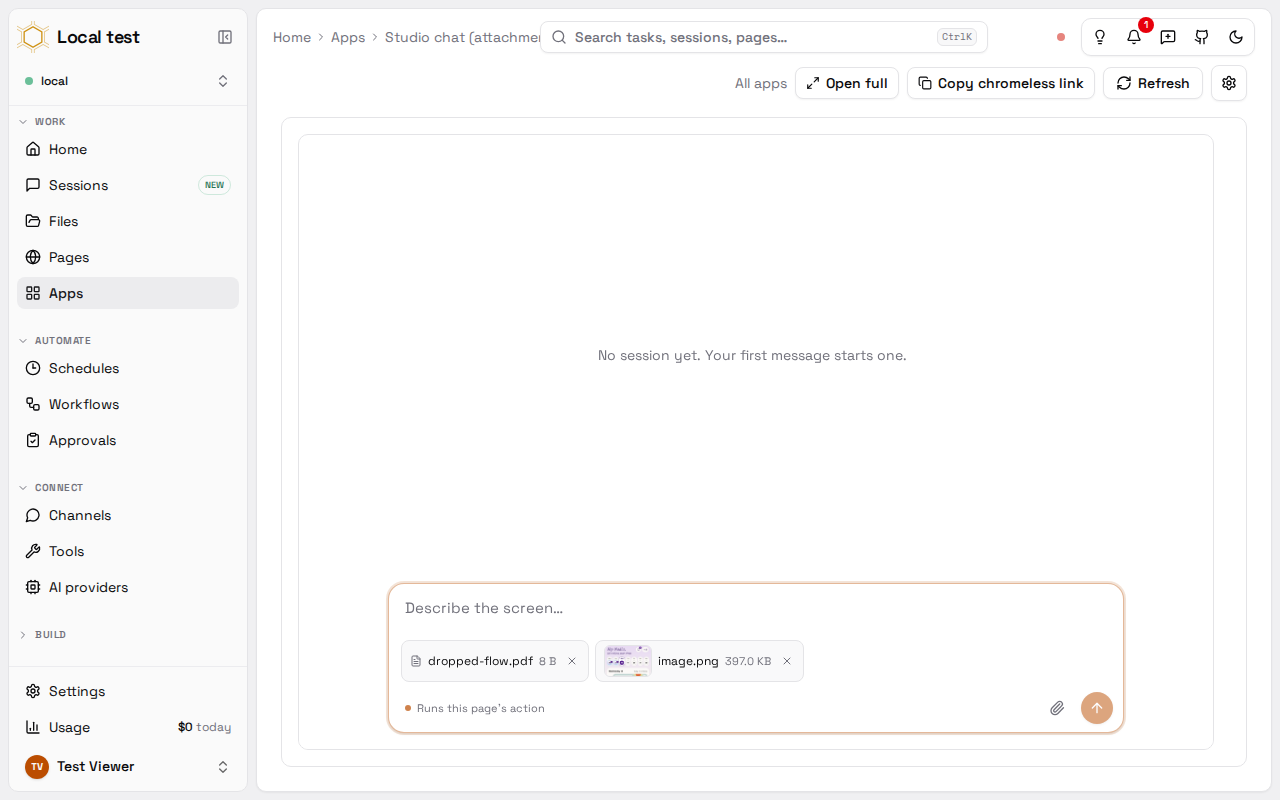 Local test
local
WORK
Home
Sessions NEW
Files
Pages
Apps
AUTOMATE
Schedules
Workflows
Approvals
CONNECT
Channels
Tools
AI providers
BUILD
Settings
Usage $0 today
TV Test Viewer
Home Apps Studio chat (attachmen
Search tasks, sessions, pages... CtrlK
1
All apps Open full Copy chromeless link Refresh
No session yet. Your first message starts one.
Describe the screen...
dropped-flow.pdf 8 B image.png 397.0 KB
Runs this page's action